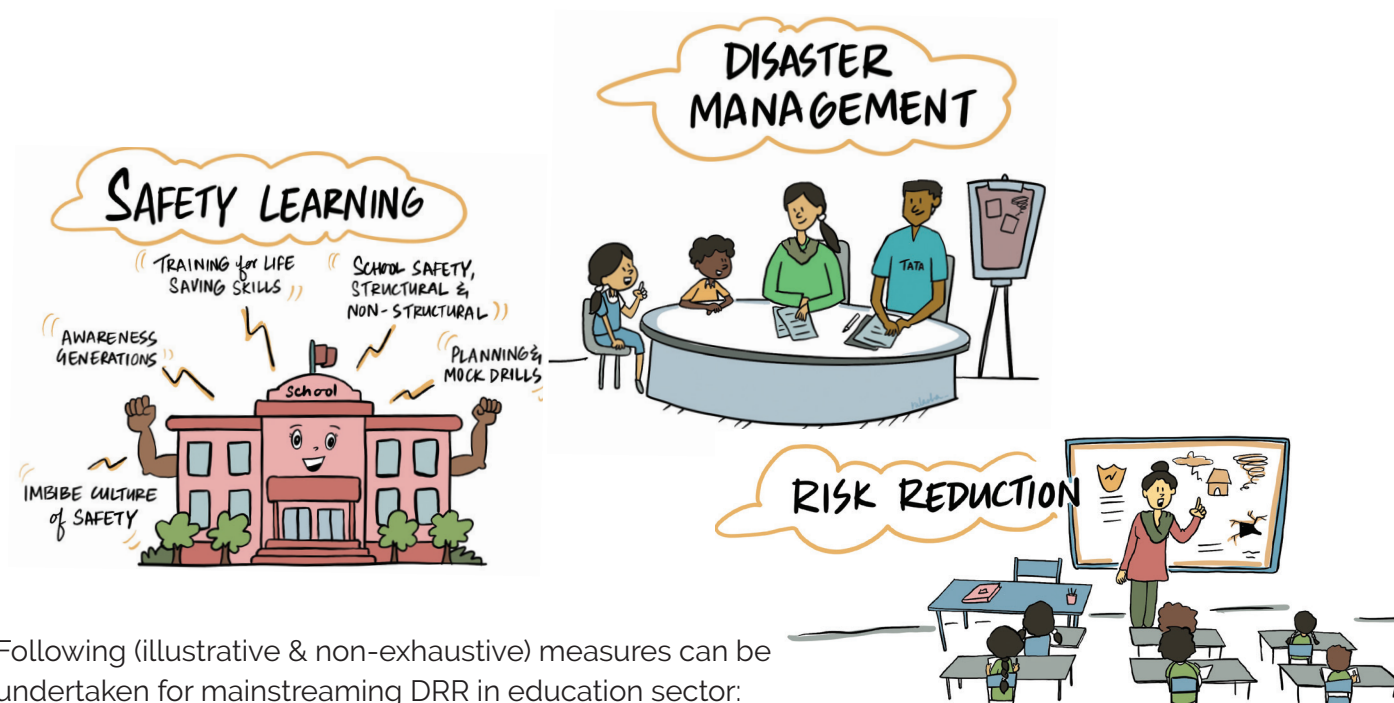 DISASTER
MANAGEMENT
SAFETY LEARNING
TRAINING for LIFE
SAVING SKILLS
SCHOOL SAFETY,
STRUCTURAL &
NON-STRUCTURAL
AWARENESS
GENERATIONS
PLANNING &
MOCK DRILLS
School
IMBIBE CULTURE
of SAFETY
TATA
RISK REDUCTION
Following (illustrative & non-exhaustive) measures can be
undertaken for mainstreaming DRR in education sector: